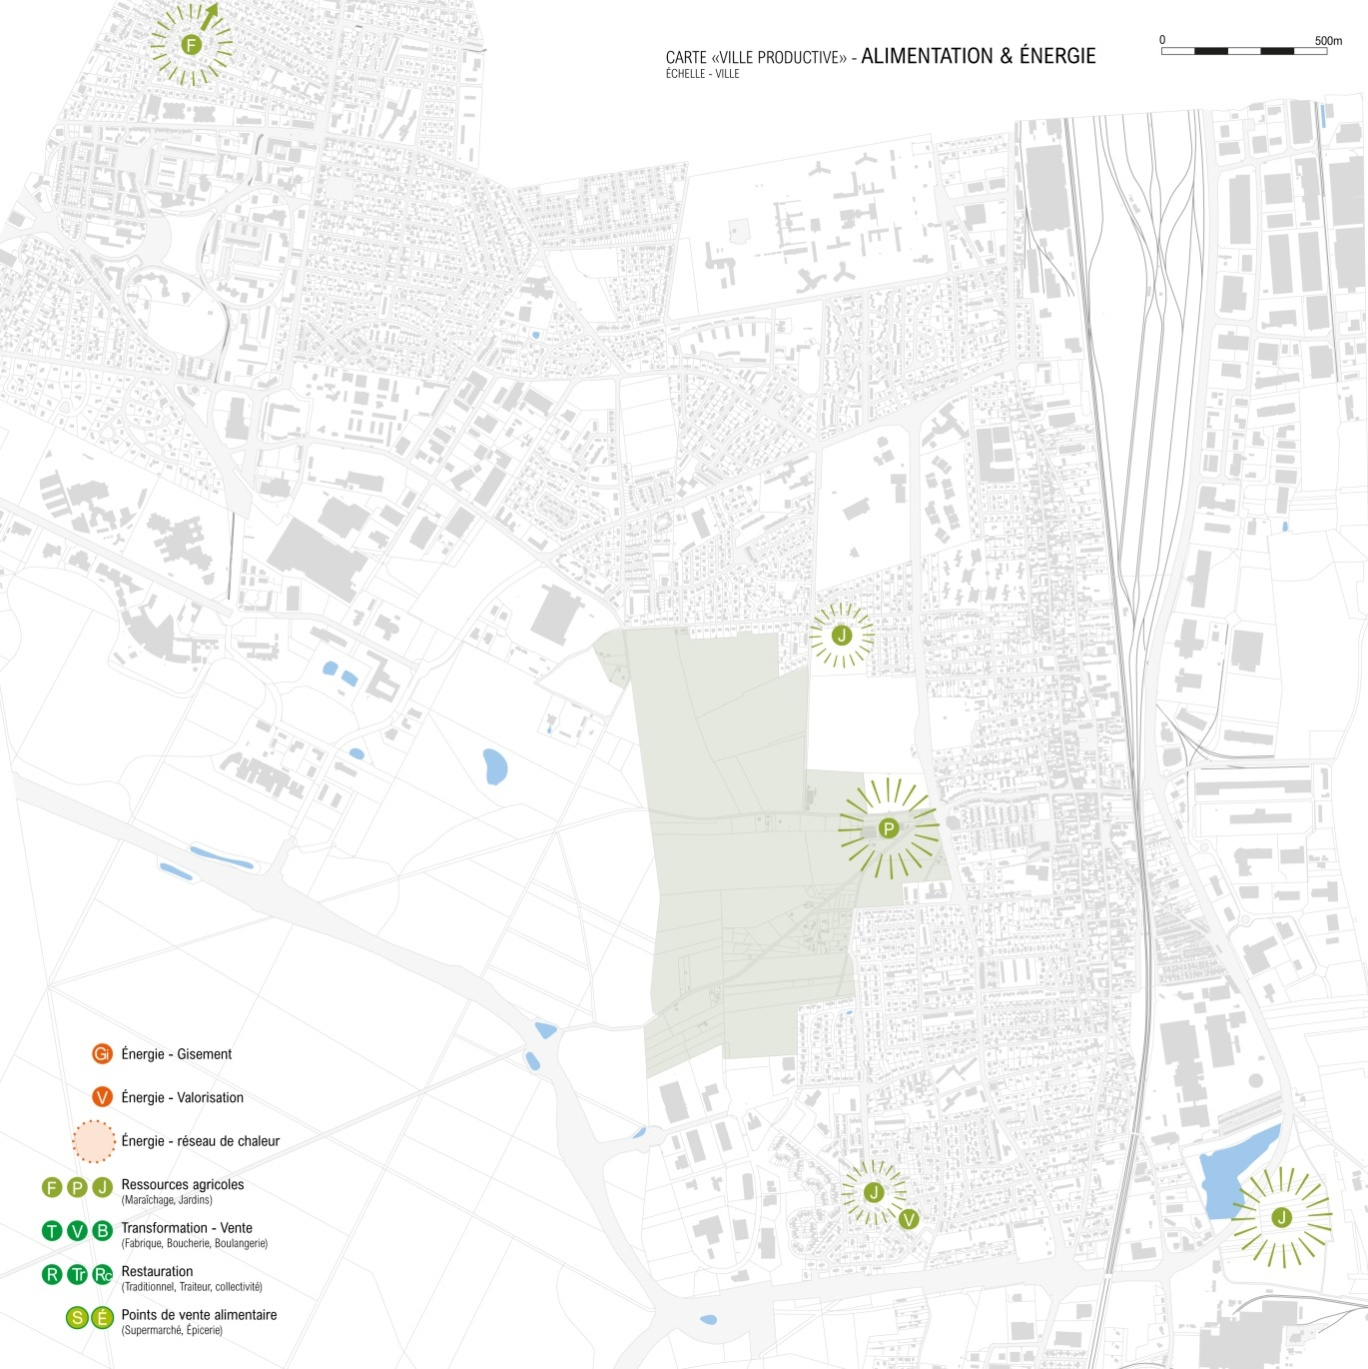 F
CARTE «VILLE PRODUCTIVE» - ALIMENTATION & ÉNERGIE
ÉCHELLE - VILLE
0 500m
J
P
J
V
J
Gi Énergie - Gisement
V Énergie - Valorisation
Énergie - réseau de chaleur
F P J Ressources agricoles
(Maraîchage, Jardins)
T V B Transformation - Vente
(Fabrique, Boucherie, Boulangerie)
R Tr Rc Restauration
(Traditionnel, Traiteur, collectivité)
S É Points de vente alimentaire
(Supermarché, Épicerie)